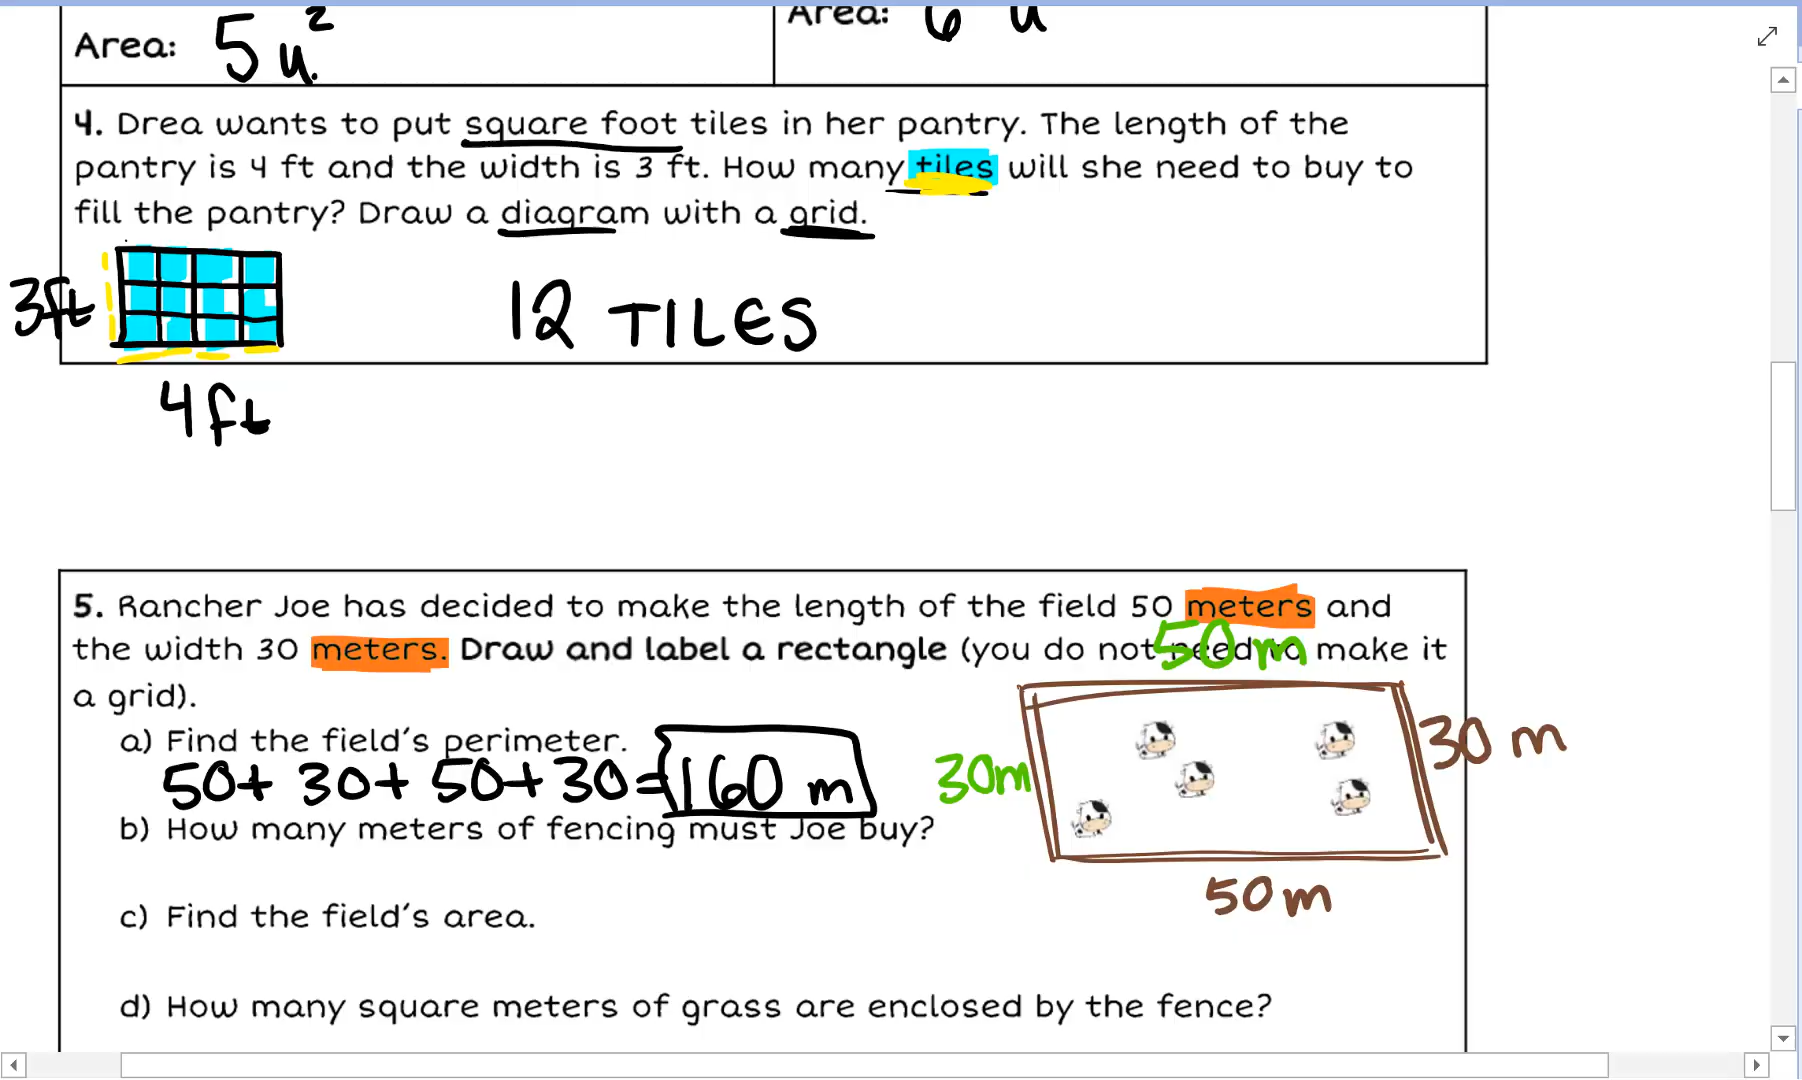 Area: 5 u.²
Area: 6 u
4. Drea wants to put square foot tiles in her pantry. The length of the
pantry is 4 ft and the width is 3 ft. How many tiles will she need to buy to
fill the pantry? Draw a diagram with a grid.
3ft
12 TILES
4ft
5. Rancher Joe has decided to make the length of the field 50 meters and
the width 30 meters. Draw and label a rectangle (you do not need to make it
50 m
a grid).
a) Find the field's perimeter.
30 m
50+ 30+ 50+ 30= 160 m
30m
b) How many meters of fencing must Joe buy?
50 m
c) Find the field's area.
d) How many square meters of grass are enclosed by the fence?